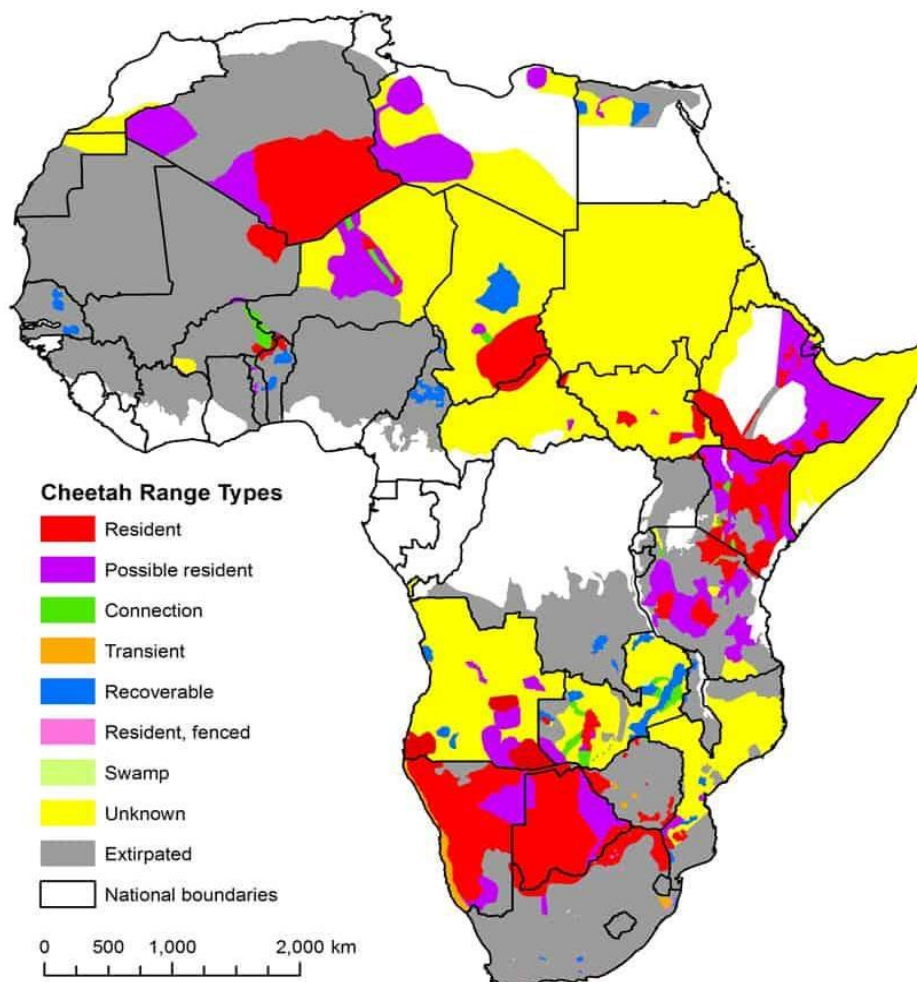 Cheetah Range Types
Resident
Possible resident
Connection
Transient
Recoverable
Resident, fenced
Swamp
Unknown
Extirpated
National boundaries
0 500 1,000 2,000 km